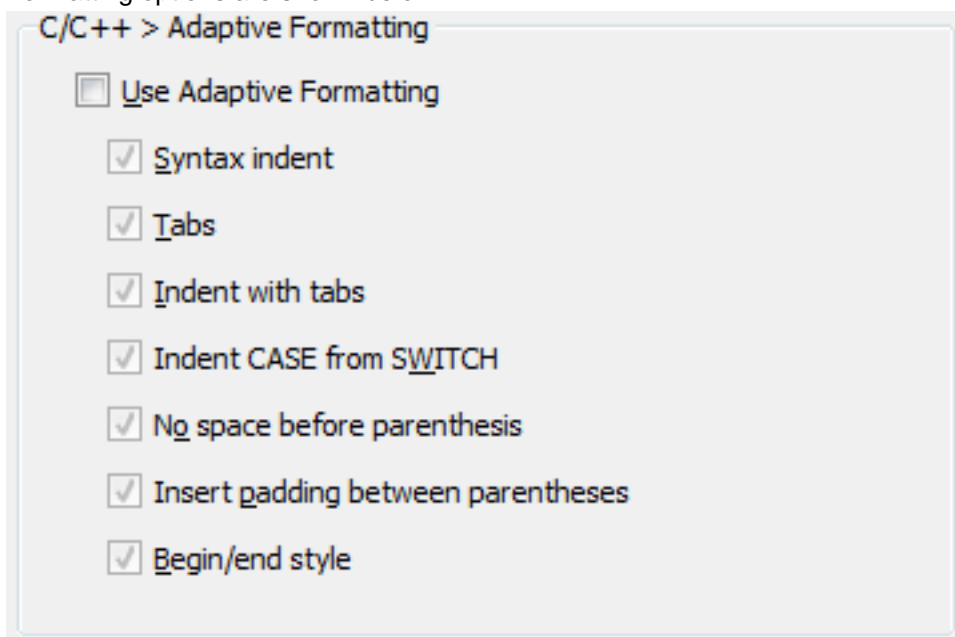 C/C++ > Adaptive Formatting
Use Adaptive Formatting
Syntax indent
Tabs
Indent with tabs
Indent CASE from SWITCH
No space before parenthesis
Insert padding between parentheses
Begin/end style